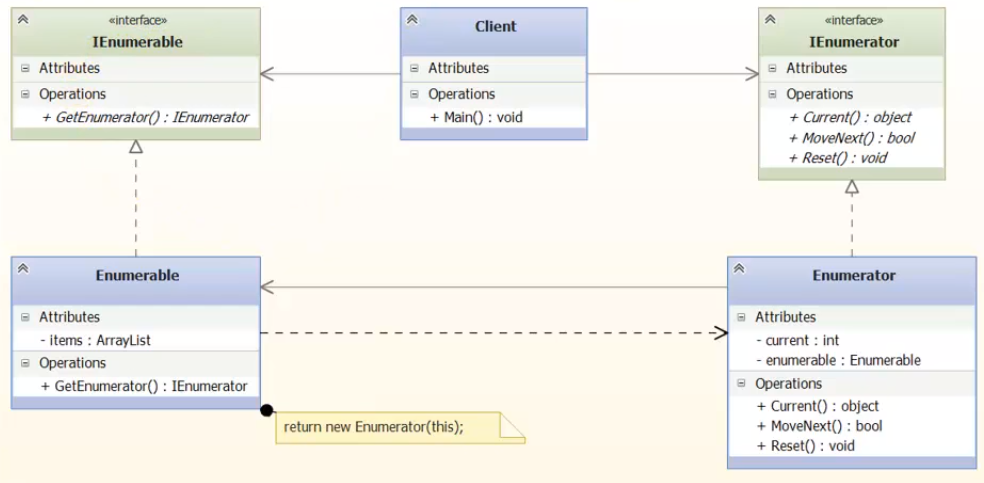 «interface»
IEnumerable
Attributes
Operations
+ GetEnumerator() : IEnumerator
Client
Attributes
Operations
+ Main() : void
«interface»
IEnumerator
Attributes
Operations
+ Current() : object
+ MoveNext() : bool
+ Reset() : void
Enumerable
Attributes
- items : ArrayList
Operations
+ GetEnumerator() : IEnumerator
return new Enumerator(this);
Enumerator
Attributes
- current : int
- enumerable : Enumerable
Operations
+ Current() : object
+ MoveNext() : bool
+ Reset() : void